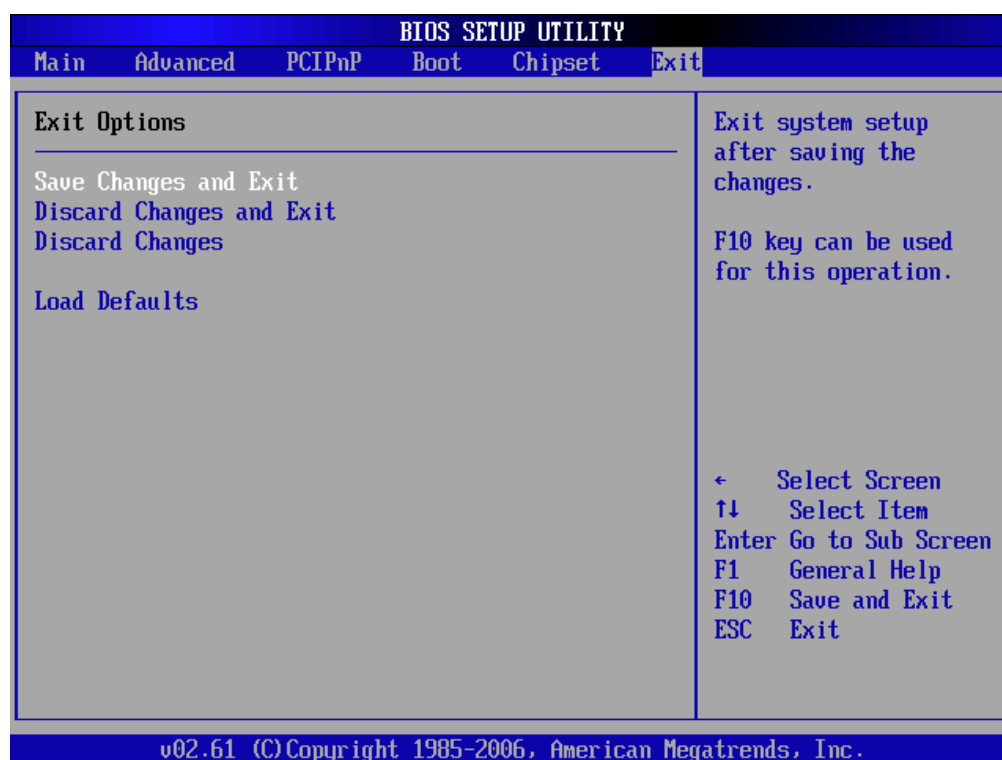 BIOS SETUP UTILITY
Main Advanced PCIPnP Boot Chipset Exit
Exit Options
Save Changes and Exit
Discard Changes and Exit
Discard Changes
Load Defaults
Exit system setup
after saving the
changes.
F10 key can be used
for this operation.
← Select Screen
↑↓ Select Item
Enter Go to Sub Screen
F1 General Help
F10 Save and Exit
ESC Exit
v02.61 (C)Copyright 1985-2006, American Megatrends, Inc.